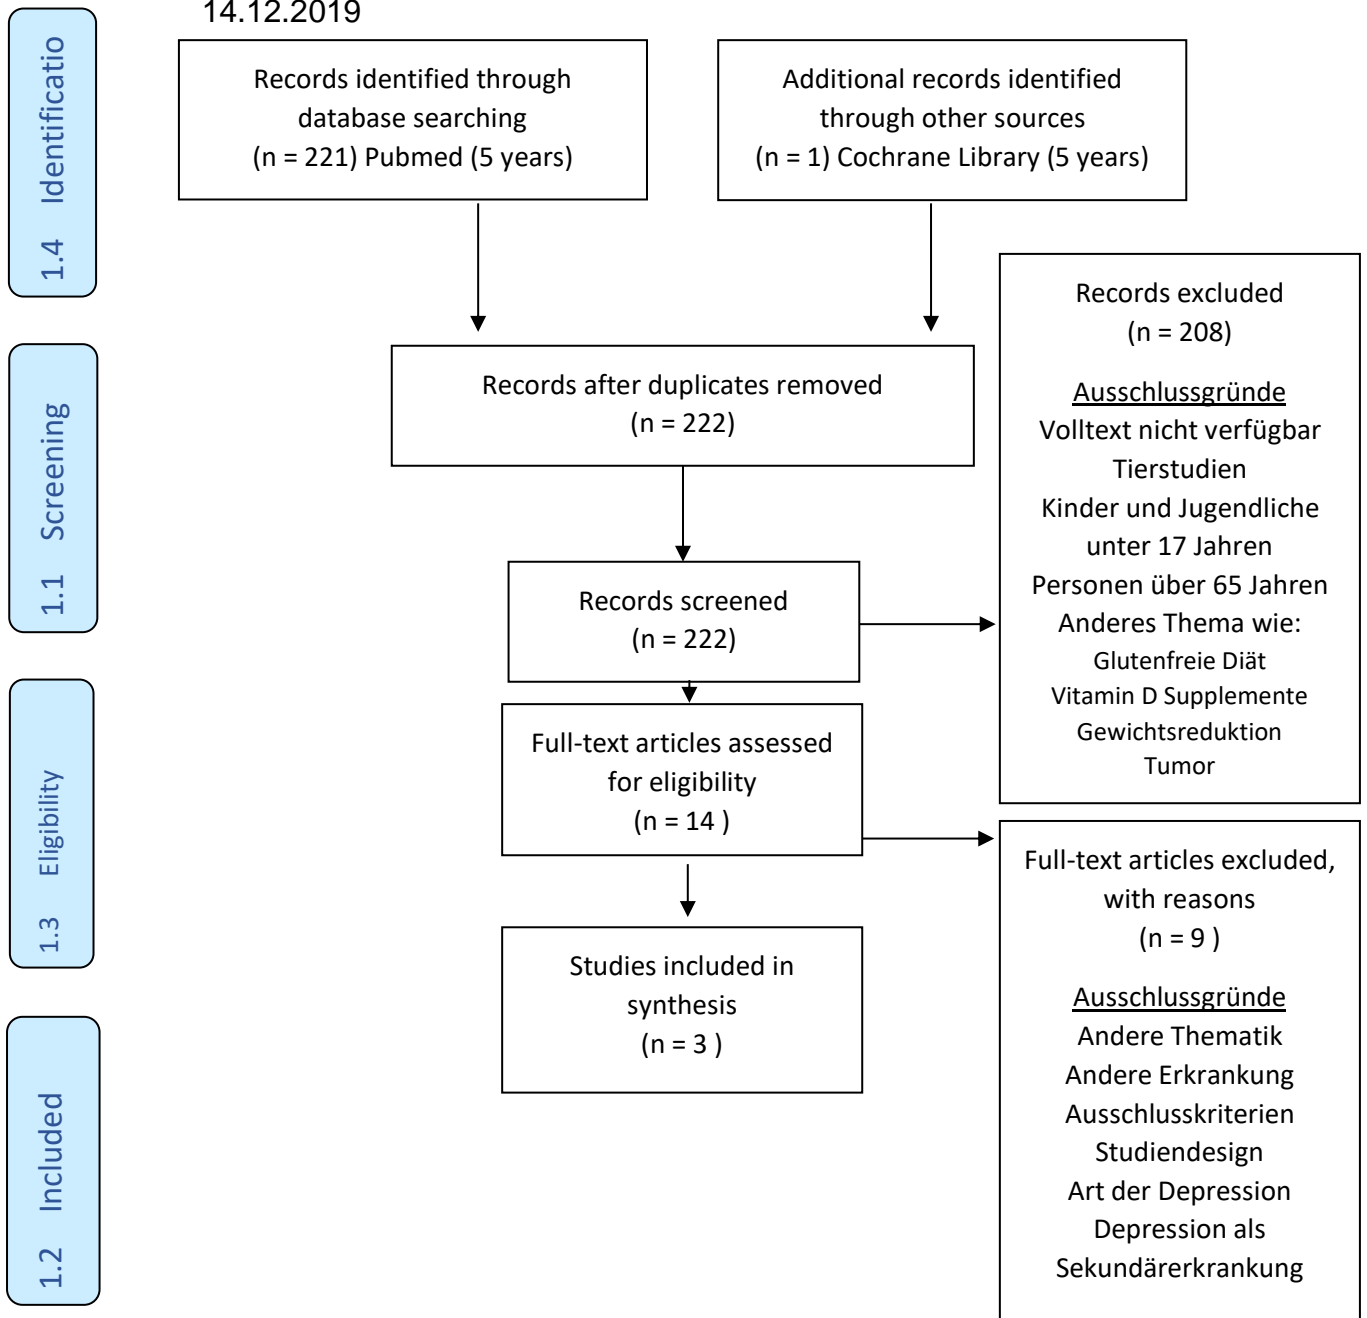 14.12.2019
1.4 Identificatio
Records identified through
database searching
(n = 221) Pubmed (5 years)
Additional records identified
through other sources
(n = 1) Cochrane Library (5 years)
1.1 Screening
Records after duplicates removed
(n = 222)
Records screened
(n = 222)
Records excluded
(n = 208)
Ausschlussgründe
Volltext nicht verfügbar
Tierstudien
Kinder und Jugendliche
unter 17 Jahren
Personen über 65 Jahren
Anderes Thema wie:
Glutenfreie Diät
Vitamin D Supplemente
Gewichtsreduktion
Tumor
1.3 Eligibility
Full-text articles assessed
for eligibility
(n = 14 )
Full-text articles excluded,
with reasons
(n = 9 )
Ausschlussgründe
Andere Thematik
Andere Erkrankung
Ausschlusskriterien
Studiendesign
Art der Depression
Depression als
Sekundärerkrankung
1.2 Included
Studies included in
synthesis
(n = 3 )